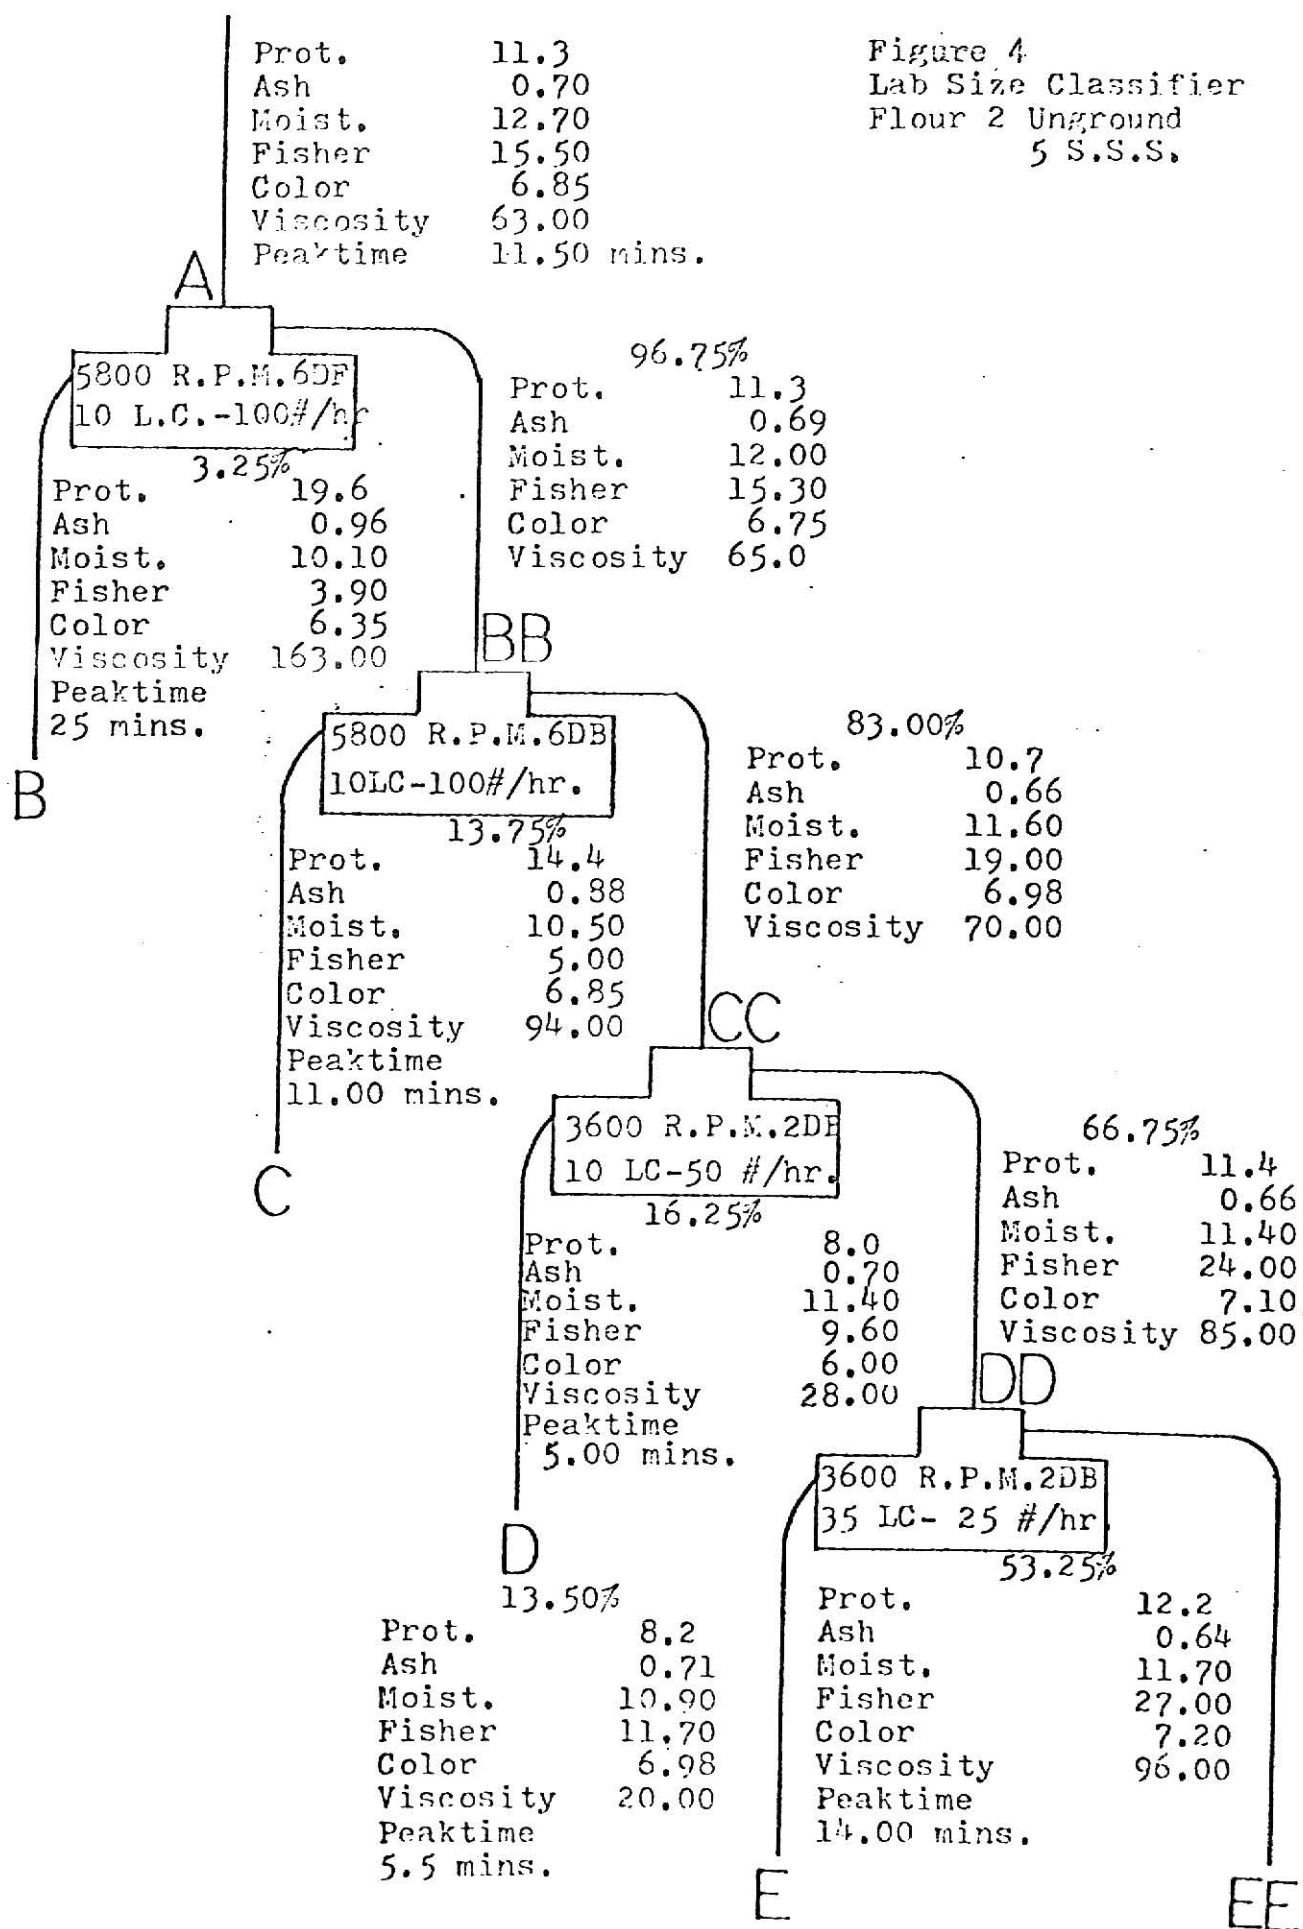 Prot. 11.3
Ash 0.70
Moist. 12.70
Fisher 15.50
Color 6.85
Viscosity 63.00
Peaktime 11.50 mins.
Figure 4
Lab Size Classifier
Flour 2 Unground
5 S.S.S.
A
5800 R.P.M.6DF
10 L.C.-100#/hr
3.25%
Prot. 19.6
Ash 0.96
Moist. 10.10
Fisher 3.90
Color 6.35
Viscosity 163.00
Peaktime
25 mins.
B
96.75%
Prot. 11.3
Ash 0.69
Moist. 12.00
Fisher 15.30
Color 6.75
Viscosity 65.0
BB
5800 R.P.M.6DB
10LC-100#/hr.
13.75%
Prot. 14.4
Ash 0.88
Moist. 10.50
Fisher 5.00
Color 6.85
Viscosity 94.00
Peaktime
11.00 mins.
C
83.00%
Prot. 10.7
Ash 0.66
Moist. 11.60
Fisher 19.00
Color 6.98
Viscosity 70.00
CC
3600 R.P.M.2DB
10 LC-50 #/hr.
16.25%
Prot. 8.0
Ash 0.70
Moist. 11.40
Fisher 9.60
Color 6.00
Viscosity 28.00
Peaktime
5.00 mins.
D
66.75%
Prot. 11.4
Ash 0.66
Moist. 11.40
Fisher 24.00
Color 7.10
Viscosity 85.00
DD
3600 R.P.M.2DB
35 LC- 25 #/hr.
13.50%
Prot. 8.2
Ash 0.71
Moist. 10.90
Fisher 11.70
Color 6.98
Viscosity 20.00
Peaktime
5.5 mins.
E
53.25%
Prot. 12.2
Ash 0.64
Moist. 11.70
Fisher 27.00
Color 7.20
Viscosity 96.00
Peaktime
14.00 mins.
EE